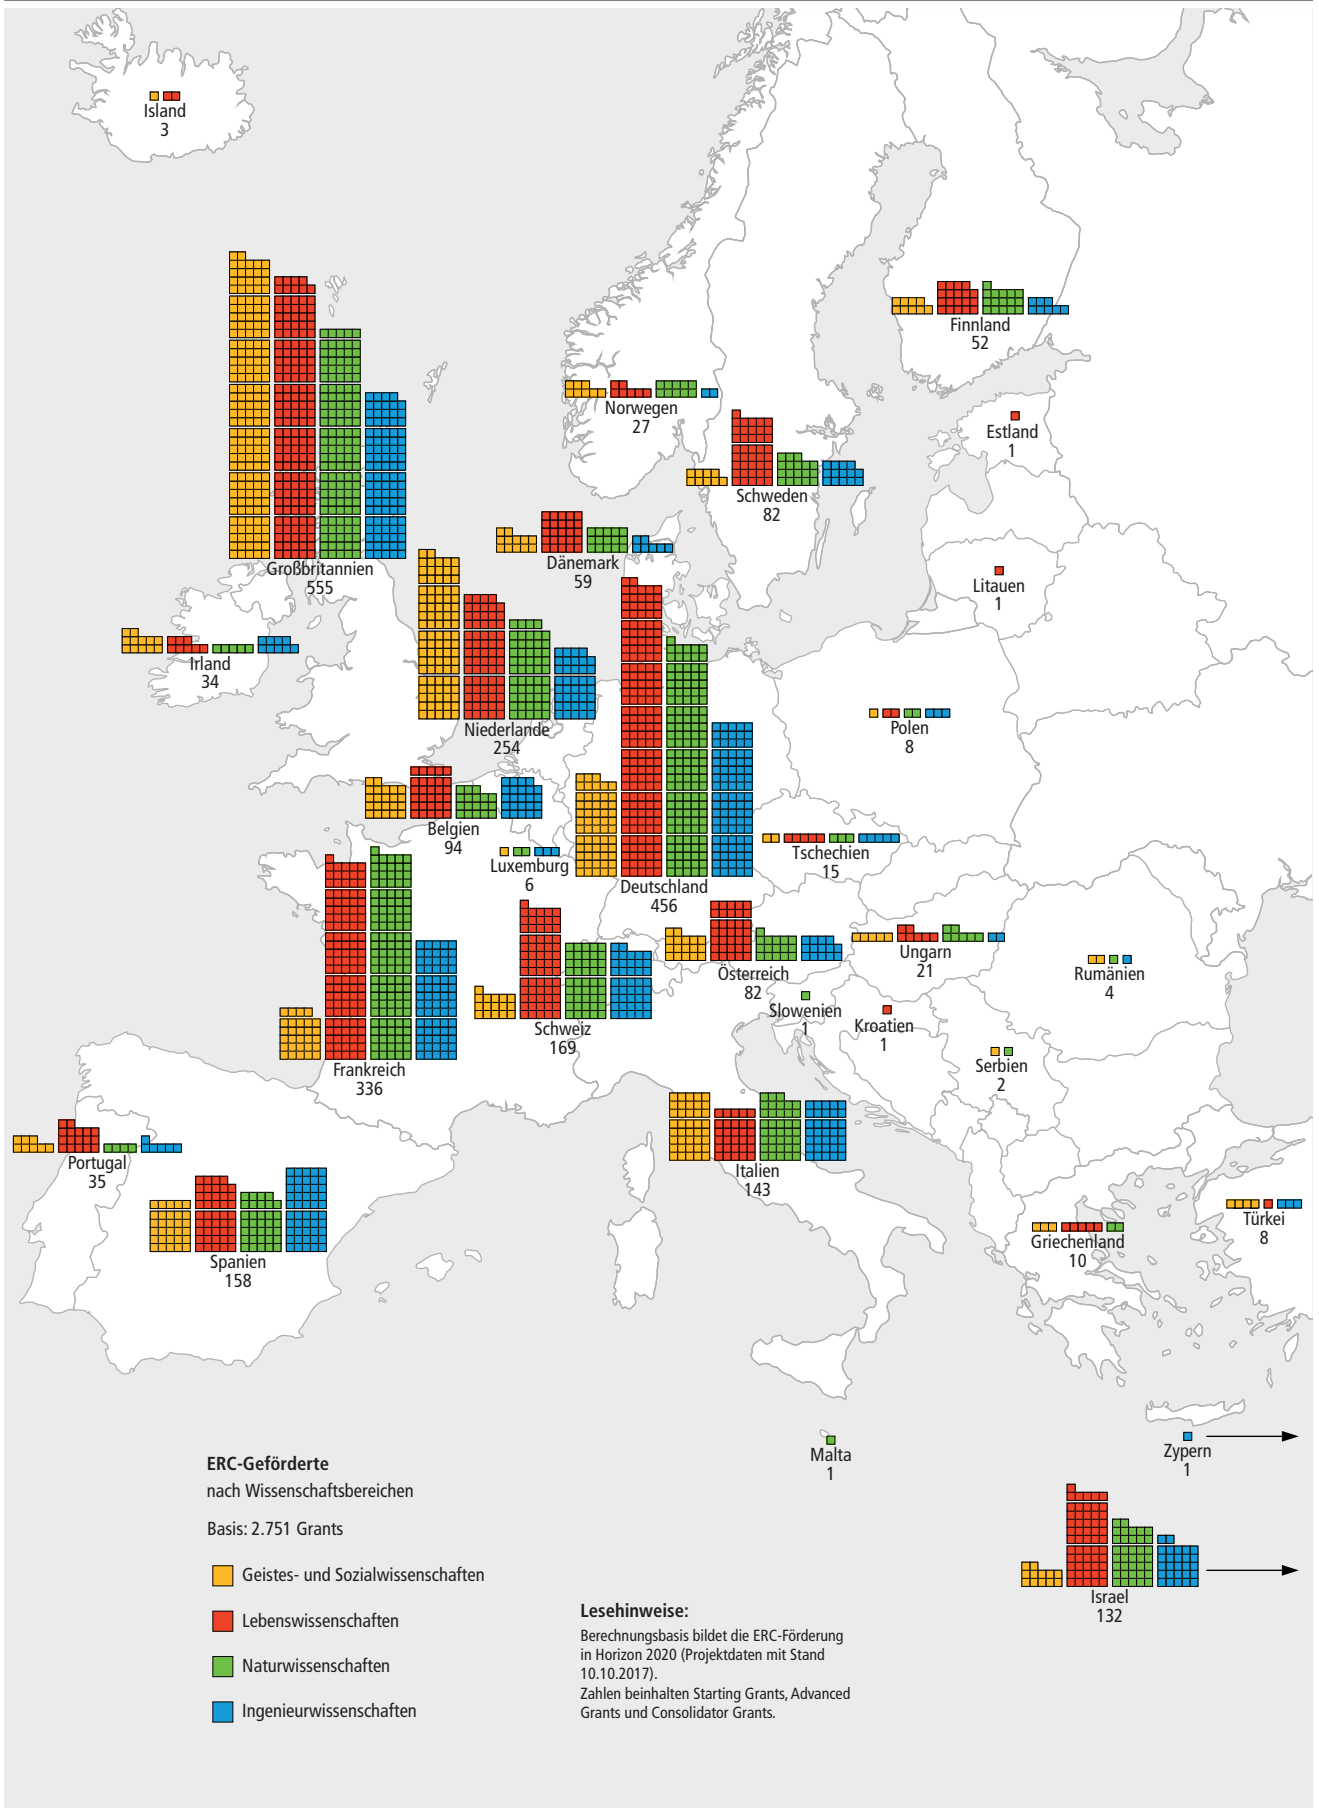 Island
3
Finnland
52
Norwegen
27
Estland
1
Schweden
82
Dänemark
59
Großbritannien
555
Litauen
1
Irland
34
Niederlande
254
Polen
8
Belgien
94
Tschechien
15
Luxemburg
6
Deutschland
456
Ungarn
21
Österreich
82
Rumänien
4
Slowenien
1
Kroatien
1
Schweiz
169
Serbien
2
Frankreich
336
Portugal
35
Italien
143
Türkei
8
Griechenland
10
Spanien
158
Malta
1
Zypern
1
Israel
132
ERC-Geförderte
nach Wissenschaftsbereichen
Basis: 2.751 Grants
Geistes- und Sozialwissenschaften
Lebenswissenschaften
Naturwissenschaften
Ingenieurwissenschaften
Lesehinweise:
Berechnungsbasis bildet die ERC-Förderung
in Horizon 2020 (Projektdaten mit Stand
10.10.2017).
Zahlen beinhalten Starting Grants, Advanced
Grants und Consolidator Grants.